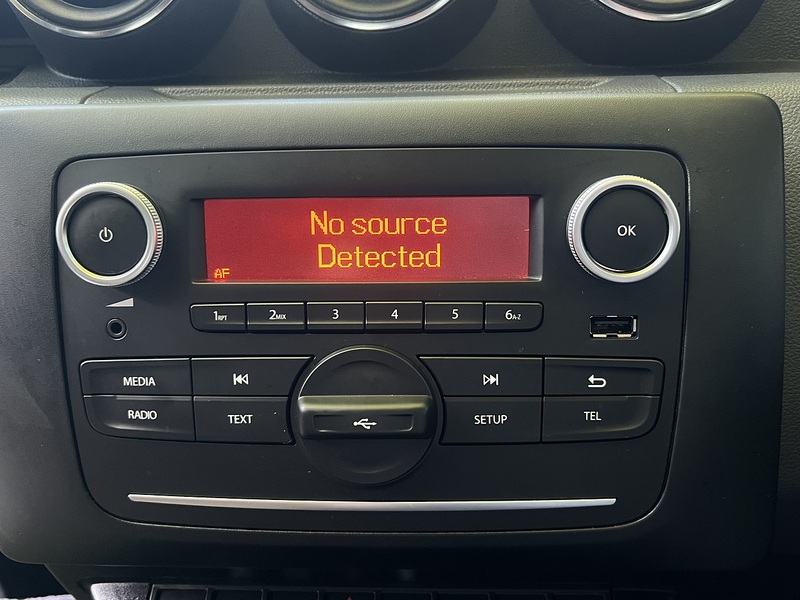 No source
Detected
AF
OK
1RPT
2MIX
3
4
5
6A-Z
MEDIA
RADIO
TEXT
SETUP
TEL